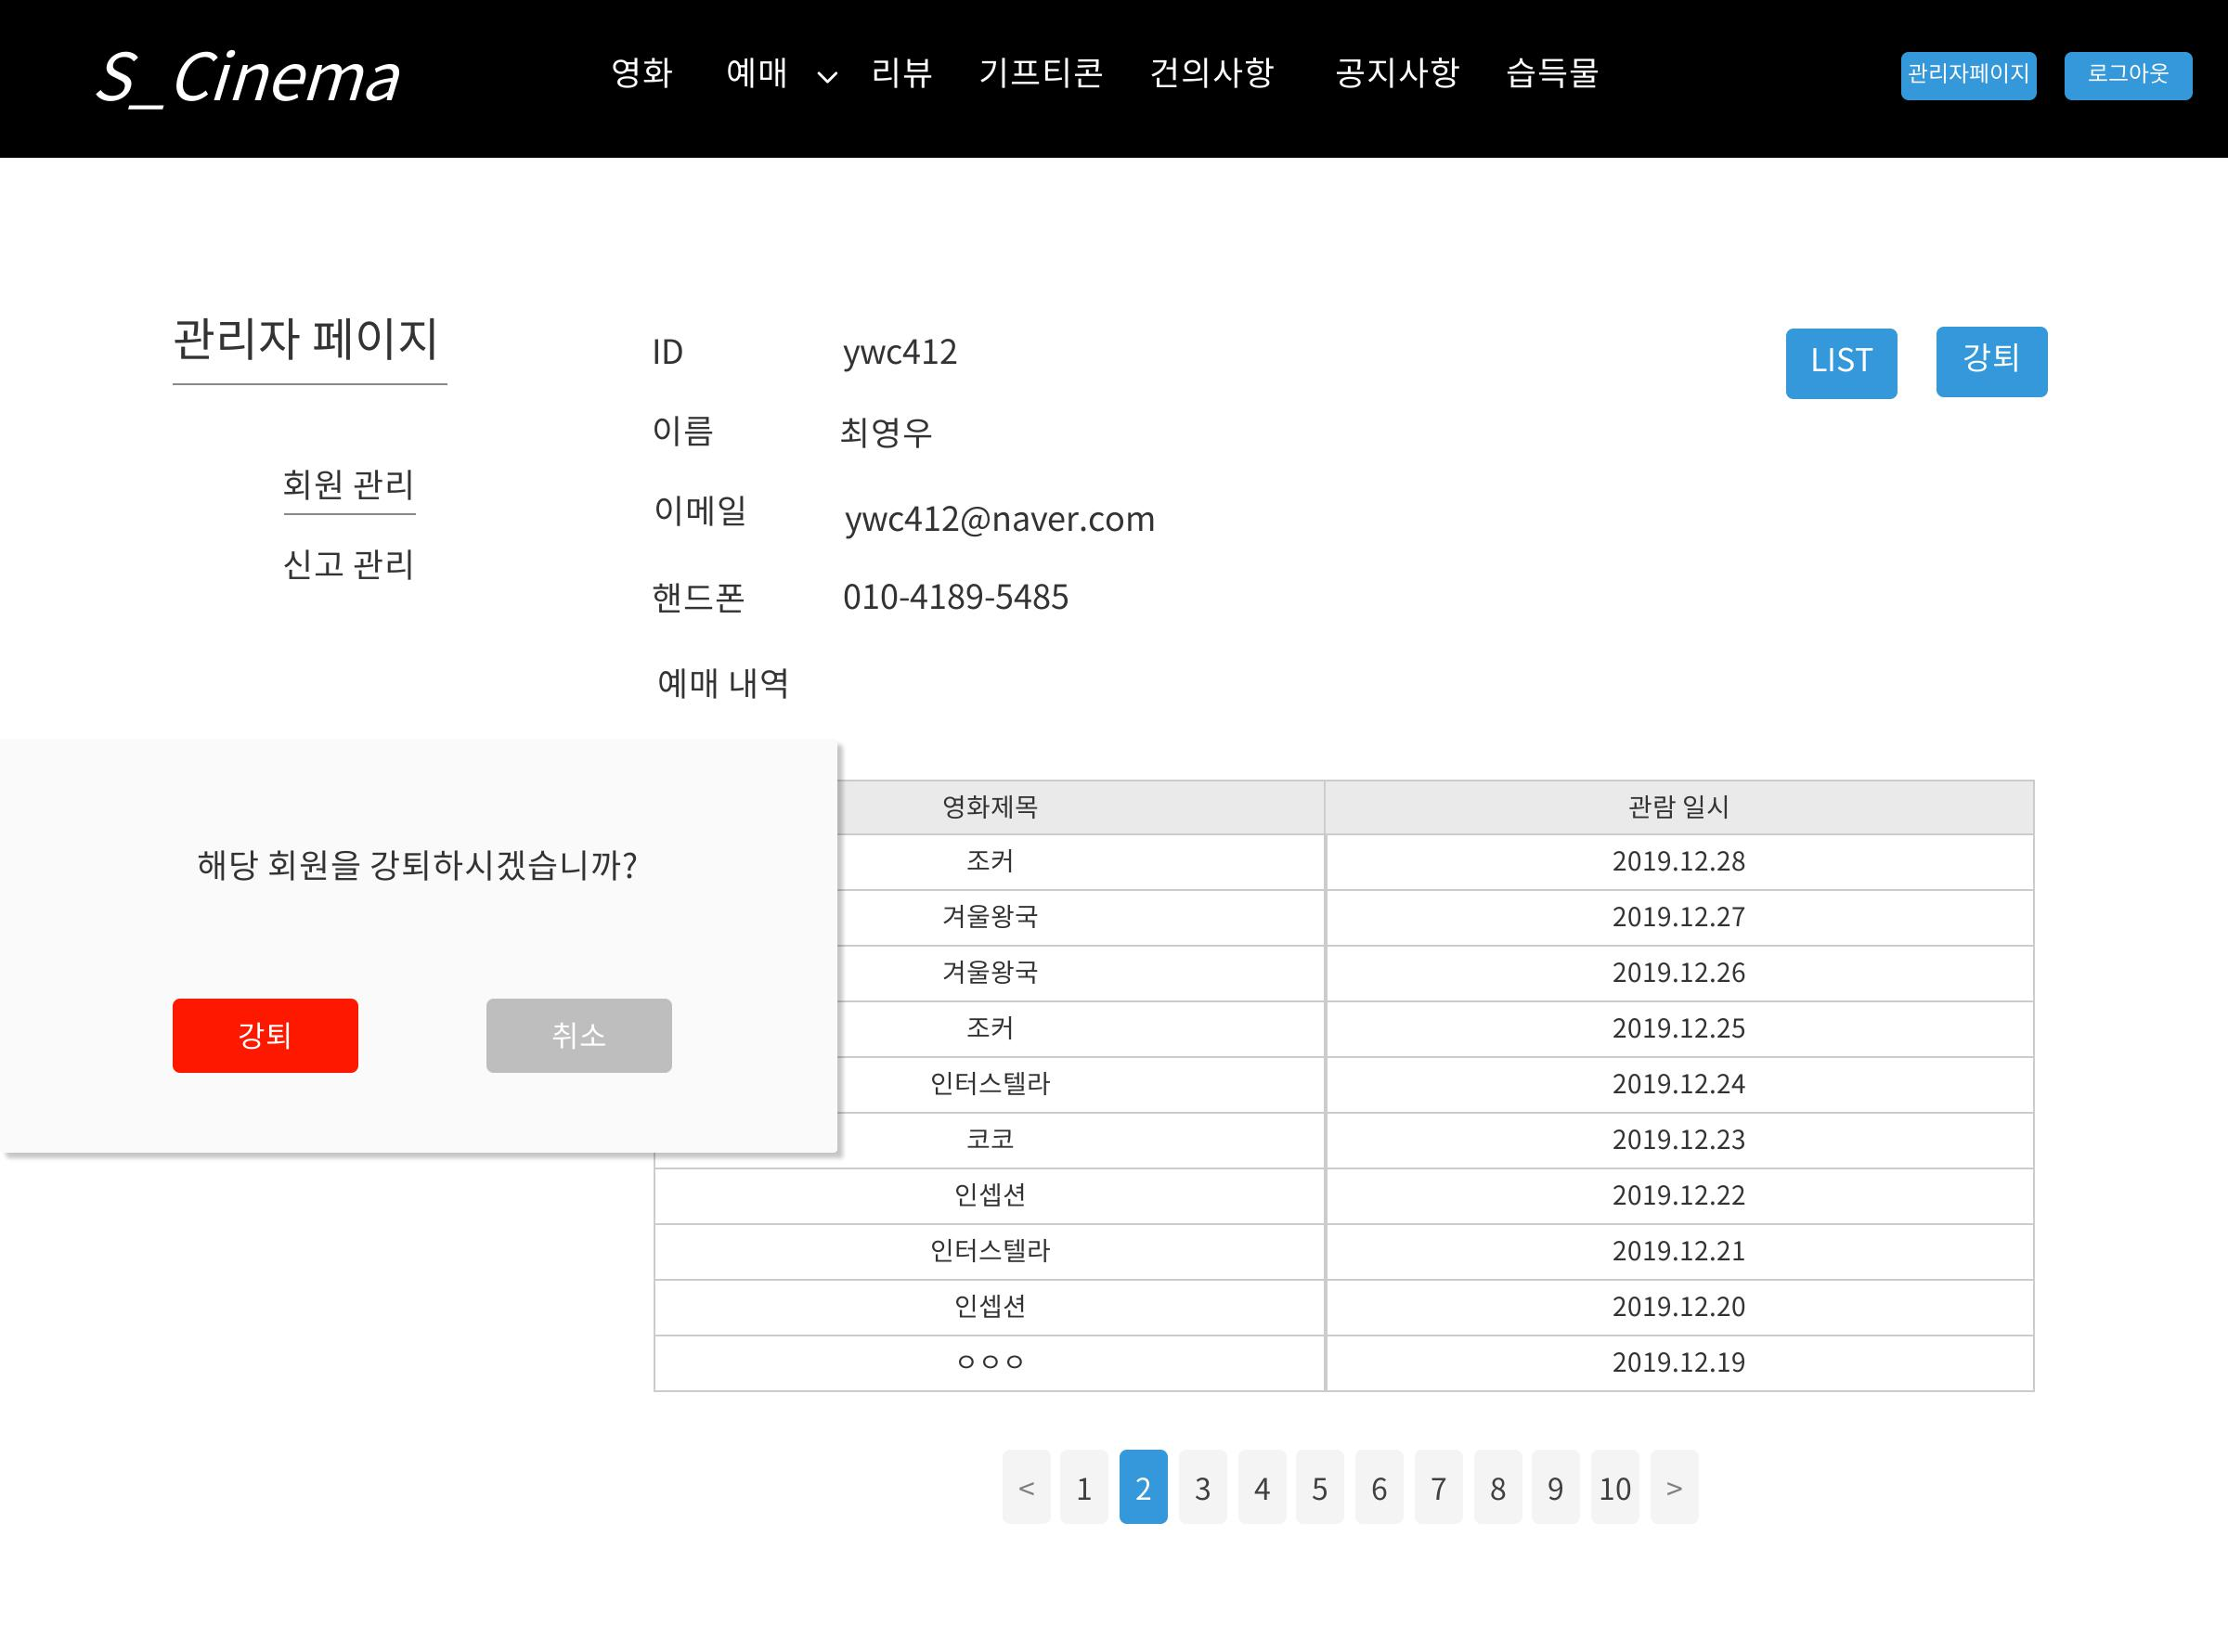 S_Cinema 영화 예매 리뷰 기프티콘 건의사항 공지사항 습득물 관리자페이지 로그아웃
관리자 페이지
회원 관리
신고 관리
ID ywc412
이름 최영우
이메일 ywc412@naver.com
핸드폰 010-4189-5485
LIST 강퇴
예매 내역
해당 회원을 강퇴하시겠습니까?
강퇴 취소
영화제목 관람 일시
조커 2019.12.28
겨울왕국 2019.12.27
겨울왕국 2019.12.26
조커 2019.12.25
인터스텔라 2019.12.24
코코 2019.12.23
인셉션 2019.12.22
인터스텔라 2019.12.21
인셉션 2019.12.20
ㅇㅇㅇ 2019.12.19
< 1 2 3 4 5 6 7 8 9 10 >